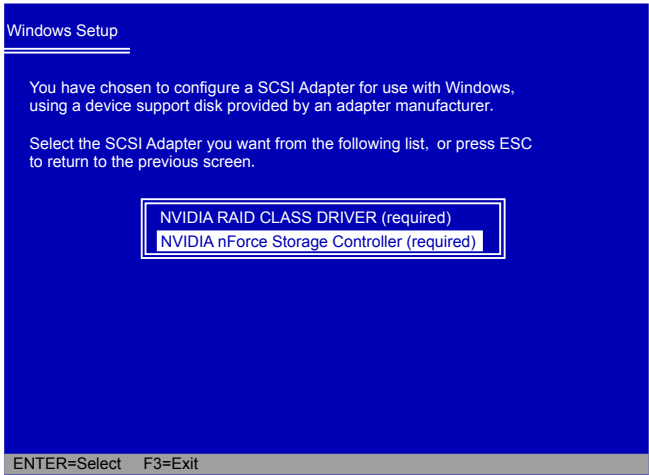 Windows Setup
You have chosen to configure a SCSI Adapter for use with Windows,
using a device support disk provided by an adapter manufacturer.
Select the SCSI Adapter you want from the following list, or press ESC
to return to the previous screen.
NVIDIA RAID CLASS DRIVER (required)
NVIDIA nForce Storage Controller (required)
ENTER=Select F3=Exit